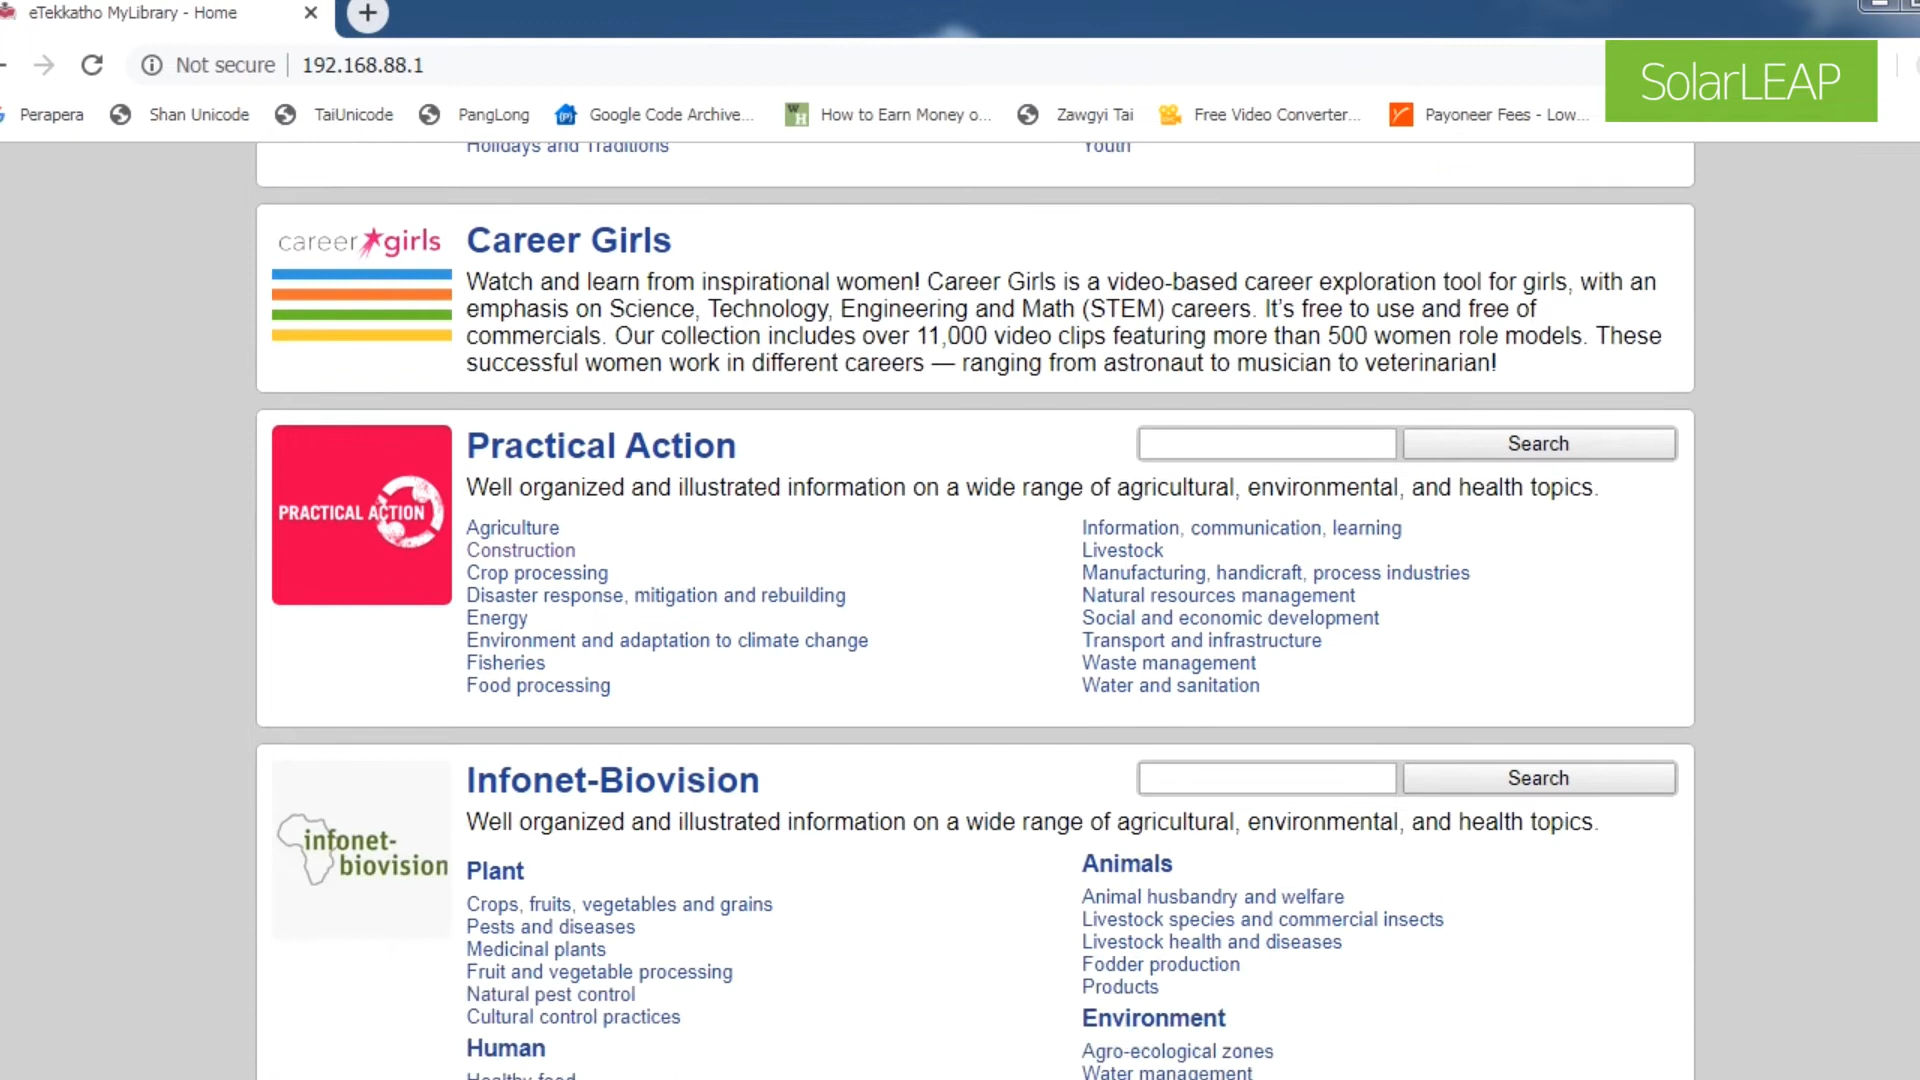 eTekkatho MyLibrary - Home
Not secure 192.168.88.1
SolarLEAP
Perapera Shan Unicode TaiUnicode PangLong Google Code Archive... How to Earn Money o... Zawgyi Tai Free Video Converter... Payoneer Fees - Low...
Holidays and Traditions
Youth
career girls
Career Girls
Watch and learn from inspirational women! Career Girls is a video-based career exploration tool for girls, with an
emphasis on Science, Technology, Engineering and Math (STEM) careers. It's free to use and free of
commercials. Our collection includes over 11,000 video clips featuring more than 500 women role models. These
successful women work in different careers — ranging from astronaut to musician to veterinarian!
PRACTICAL ACTION
Practical Action
Search
Well organized and illustrated information on a wide range of agricultural, environmental, and health topics.
Agriculture
Construction
Crop processing
Disaster response, mitigation and rebuilding
Energy
Environment and adaptation to climate change
Fisheries
Food processing
Information, communication, learning
Livestock
Manufacturing, handicraft, process industries
Natural resources management
Social and economic development
Transport and infrastructure
Waste management
Water and sanitation
infonet-
biovision
Infonet-Biovision
Search
Well organized and illustrated information on a wide range of agricultural, environmental, and health topics.
Plant
Crops, fruits, vegetables and grains
Pests and diseases
Medicinal plants
Fruit and vegetable processing
Natural pest control
Cultural control practices
Human
Healthy food
Animals
Animal husbandry and welfare
Livestock species and commercial insects
Livestock health and diseases
Fodder production
Products
Environment
Agro-ecological zones
Water management